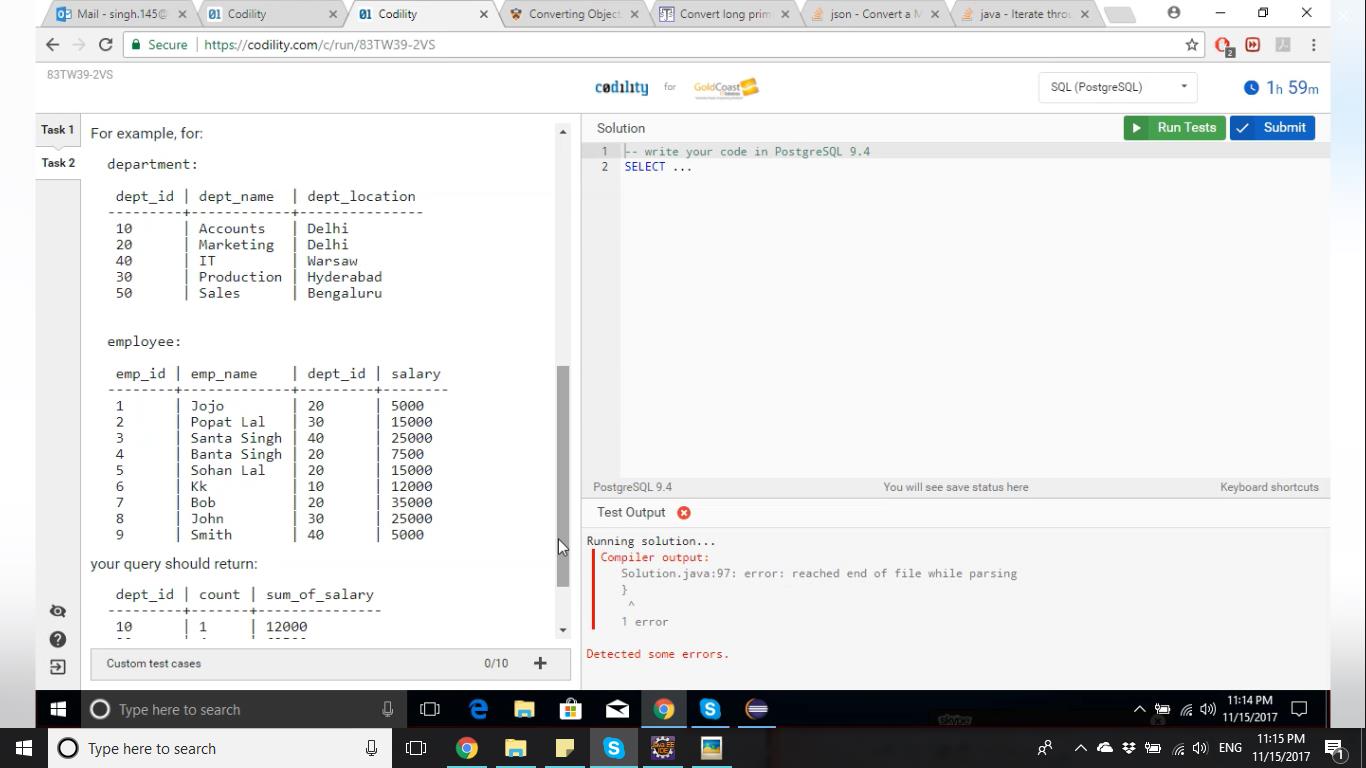 Mail - singh.145@
Codility
Codility
Converting Object
Convert long prim
json - Convert a M
java - Iterate throu
Secure
https://codility.com/c/run/83TW39-2VS
2
83TW39-2VS
codility for GoldCoast
SQL (PostgreSQL)
1h 59m
Task 1
Task 2
For example, for:
department:
dept_id | dept_name | dept_location
---------+------------+---------------
10 | Accounts | Delhi
20 | Marketing | Delhi
40 | IT | Warsaw
30 | Production | Hyderabad
50 | Sales | Bengaluru
employee:
emp_id | emp_name | dept_id | salary
--------+-------------+---------+--------
1 | Jojo | 20 | 5000
2 | Popat Lal | 30 | 15000
3 | Santa Singh | 40 | 25000
4 | Banta Singh | 20 | 7500
5 | Sohan Lal | 20 | 15000
6 | Kk | 10 | 12000
7 | Bob | 20 | 35000
8 | John | 30 | 25000
9 | Smith | 40 | 5000
your query should return:
dept_id | count | sum_of_salary
---------+-------+---------------
10 | 1 | 12000
Custom test cases 0/10 +
Solution
Run Tests
Submit
1 -- write your code in PostgreSQL 9.4
2 SELECT ...
PostgreSQL 9.4
You will see save status here
Keyboard shortcuts
Test Output
Running solution...
Compiler output:
Solution.java:97: error: reached end of file while parsing
}
^
1 error
Detected some errors.
Type here to search
11:14 PM
11/15/2017
skype
Type here to search
ENG
11:15 PM
11/15/2017
1